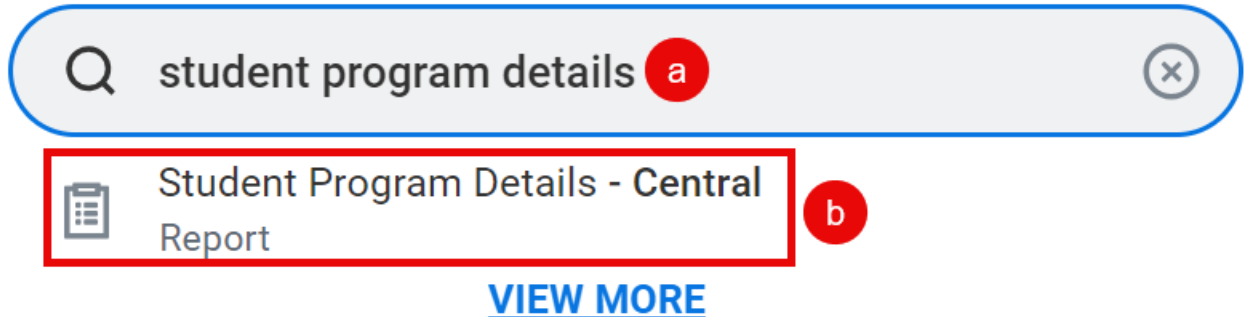 student program details a
Student Program Details - Central
Report
b
VIEW MORE